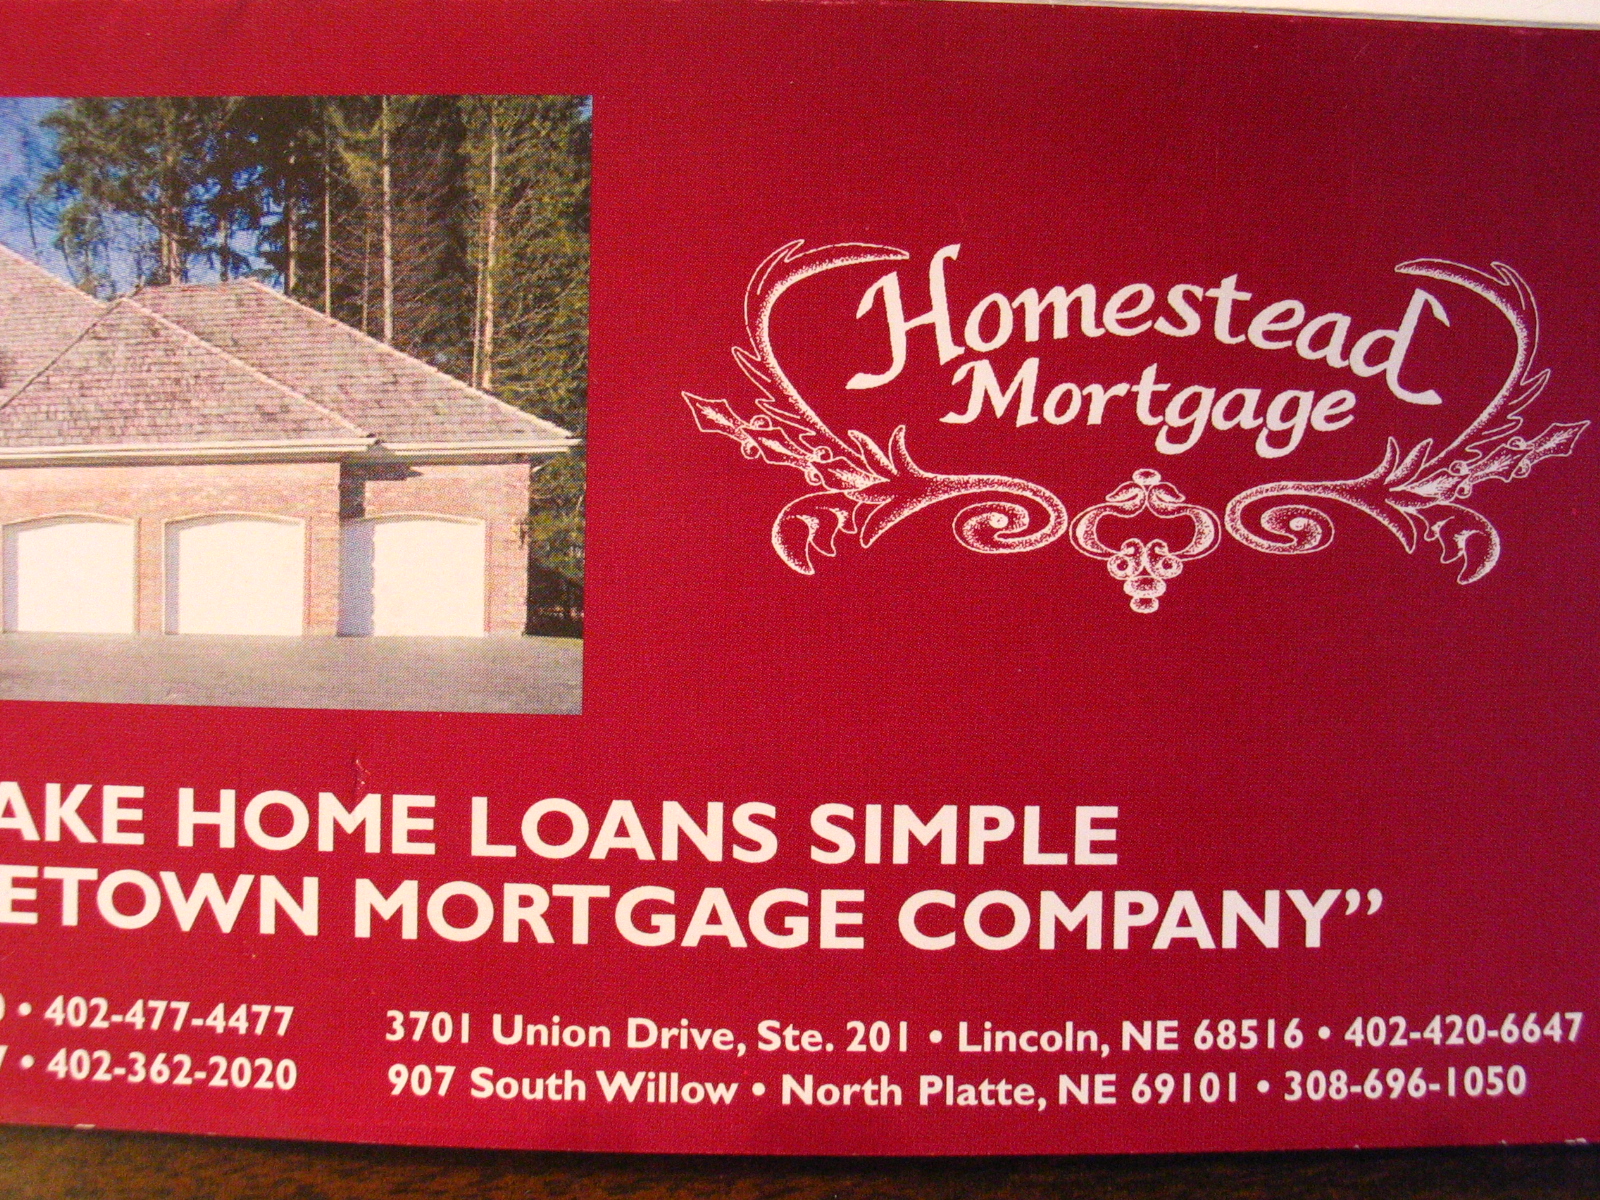 Homestead
Mortgage
AKE HOME LOANS SIMPLE
ETOWN MORTGAGE COMPANY”
• 402-477-4477
• 402-362-2020
3701 Union Drive, Ste. 201 • Lincoln, NE 68516 • 402-420-6647
907 South Willow • North Platte, NE 69101 • 308-696-1050